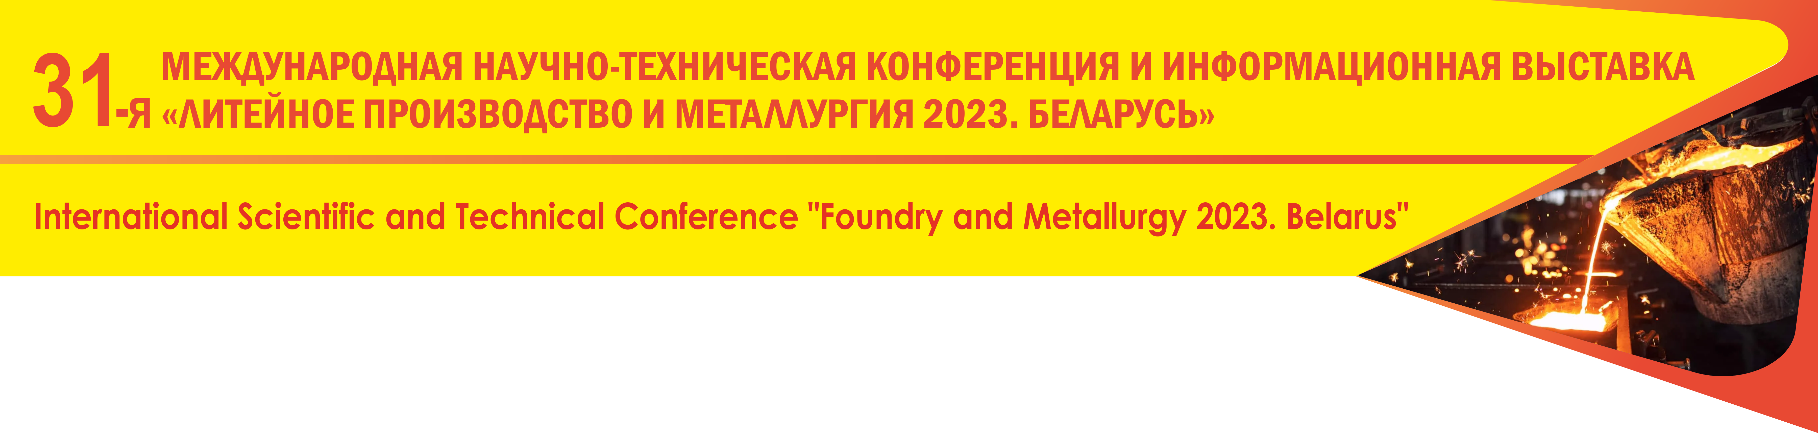 31-Я МЕЖДУНАРОДНАЯ НАУЧНО-ТЕХНИЧЕСКАЯ КОНФЕРЕНЦИЯ И ИНФОРМАЦИОННАЯ ВЫСТАВКА
«ЛИТЕЙНОЕ ПРОИЗВОДСТВО И МЕТАЛЛУРГИЯ 2023. БЕЛАРУСЬ»
International Scientific and Technical Conference "Foundry and Metallurgy 2023. Belarus"